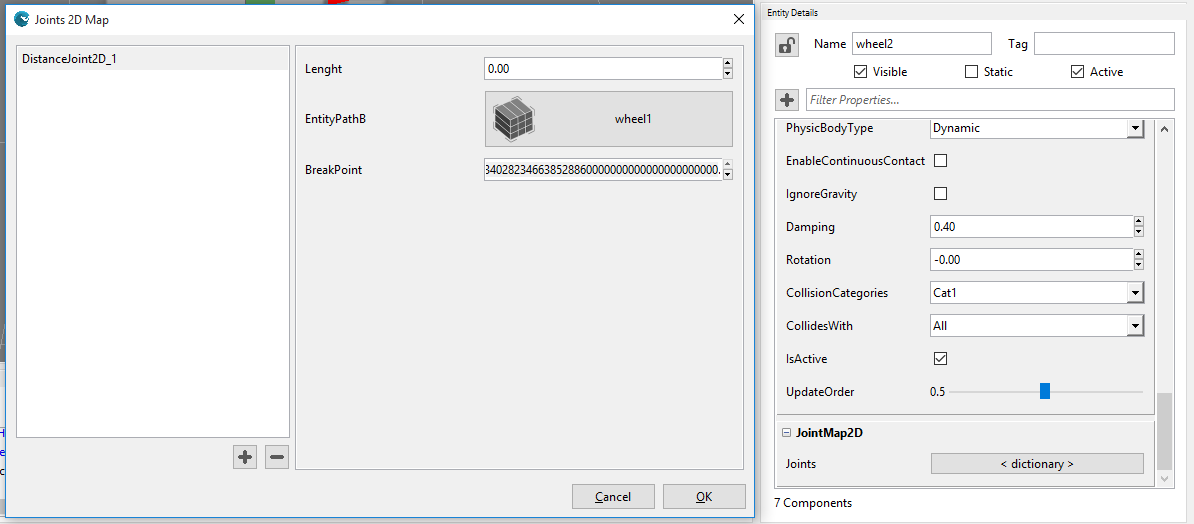 Joints 2D Map
DistanceJoint2D_1
Lenght
0.00
EntityPathB
wheel1
BreakPoint
Cancel
OK
Entity Details
Name
wheel2
Tag
Visible
Static
Active
Filter Properties...
PhysicBodyType
Dynamic
EnableContinuousContact
IgnoreGravity
Damping
0.40
Rotation
-0.00
CollisionCategories
Cat1
CollidesWith
All
IsActive
UpdateOrder
0.5
JointMap2D
Joints
< dictionary >
7 Components